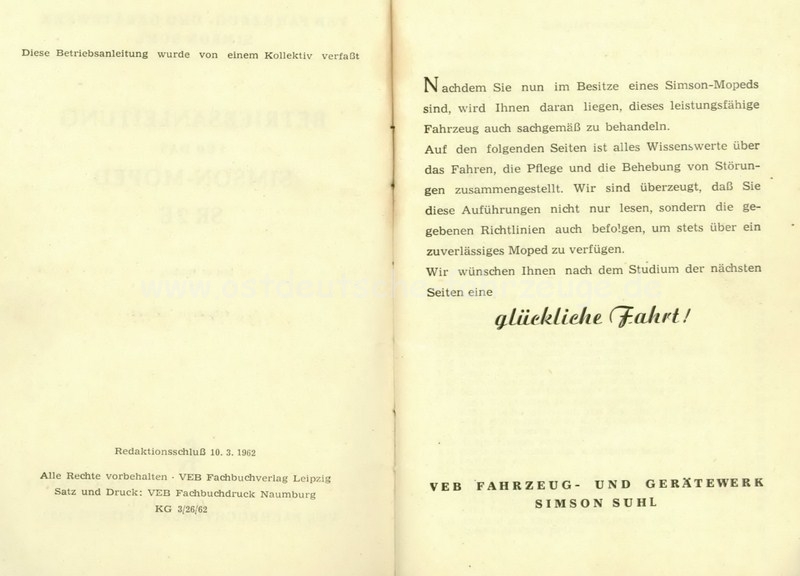 Diese Betriebsanleitung wurde von einem Kollektiv verfaßt
Redaktionsschluß 10. 3. 1962
Alle Rechte vorbehalten · VEB Fachbuchverlag Leipzig
Satz und Druck: VEB Fachbuchdruck Naumburg
KG 3/26/62
Nachdem Sie nun im Besitze eines Simson-Mopeds
sind, wird Ihnen daran liegen, dieses leistungsfähige
Fahrzeug auch sachgemäß zu behandeln.
Auf den folgenden Seiten ist alles Wissenswerte über
das Fahren, die Pflege und die Behebung von Störun-
gen zusammengestellt. Wir sind überzeugt, daß Sie
diese Auführungen nicht nur lesen, sondern die ge-
gebenen Richtlinien auch befolgen, um stets über ein
zuverlässiges Moped zu verfügen.
Wir wünschen Ihnen nach dem Studium der nächsten
Seiten eine
glückliche Fahrt!
VEB FAHRZEUG- UND GERÄTEWERK
SIMSON SUHL